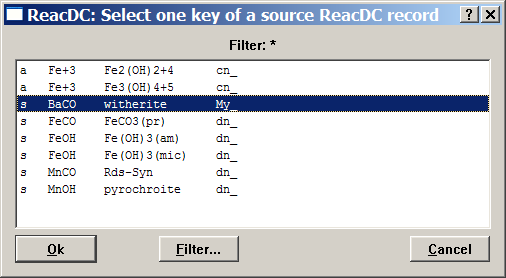 ReacDC: Select one key of a source ReacDC record
Filter: *
a Fe+3 Fe2(OH)2+4 cn_
a Fe+3 Fe3(OH)4+5 cn_
s BaCO witherite My_
s FeCO FeCO3(pr) dn_
s FeOH Fe(OH)3(am) dn_
s FeOH Fe(OH)3(mic) dn_
s MnCO Rds-Syn dn_
s MnOH pyrochroite dn_
Ok Filter... Cancel